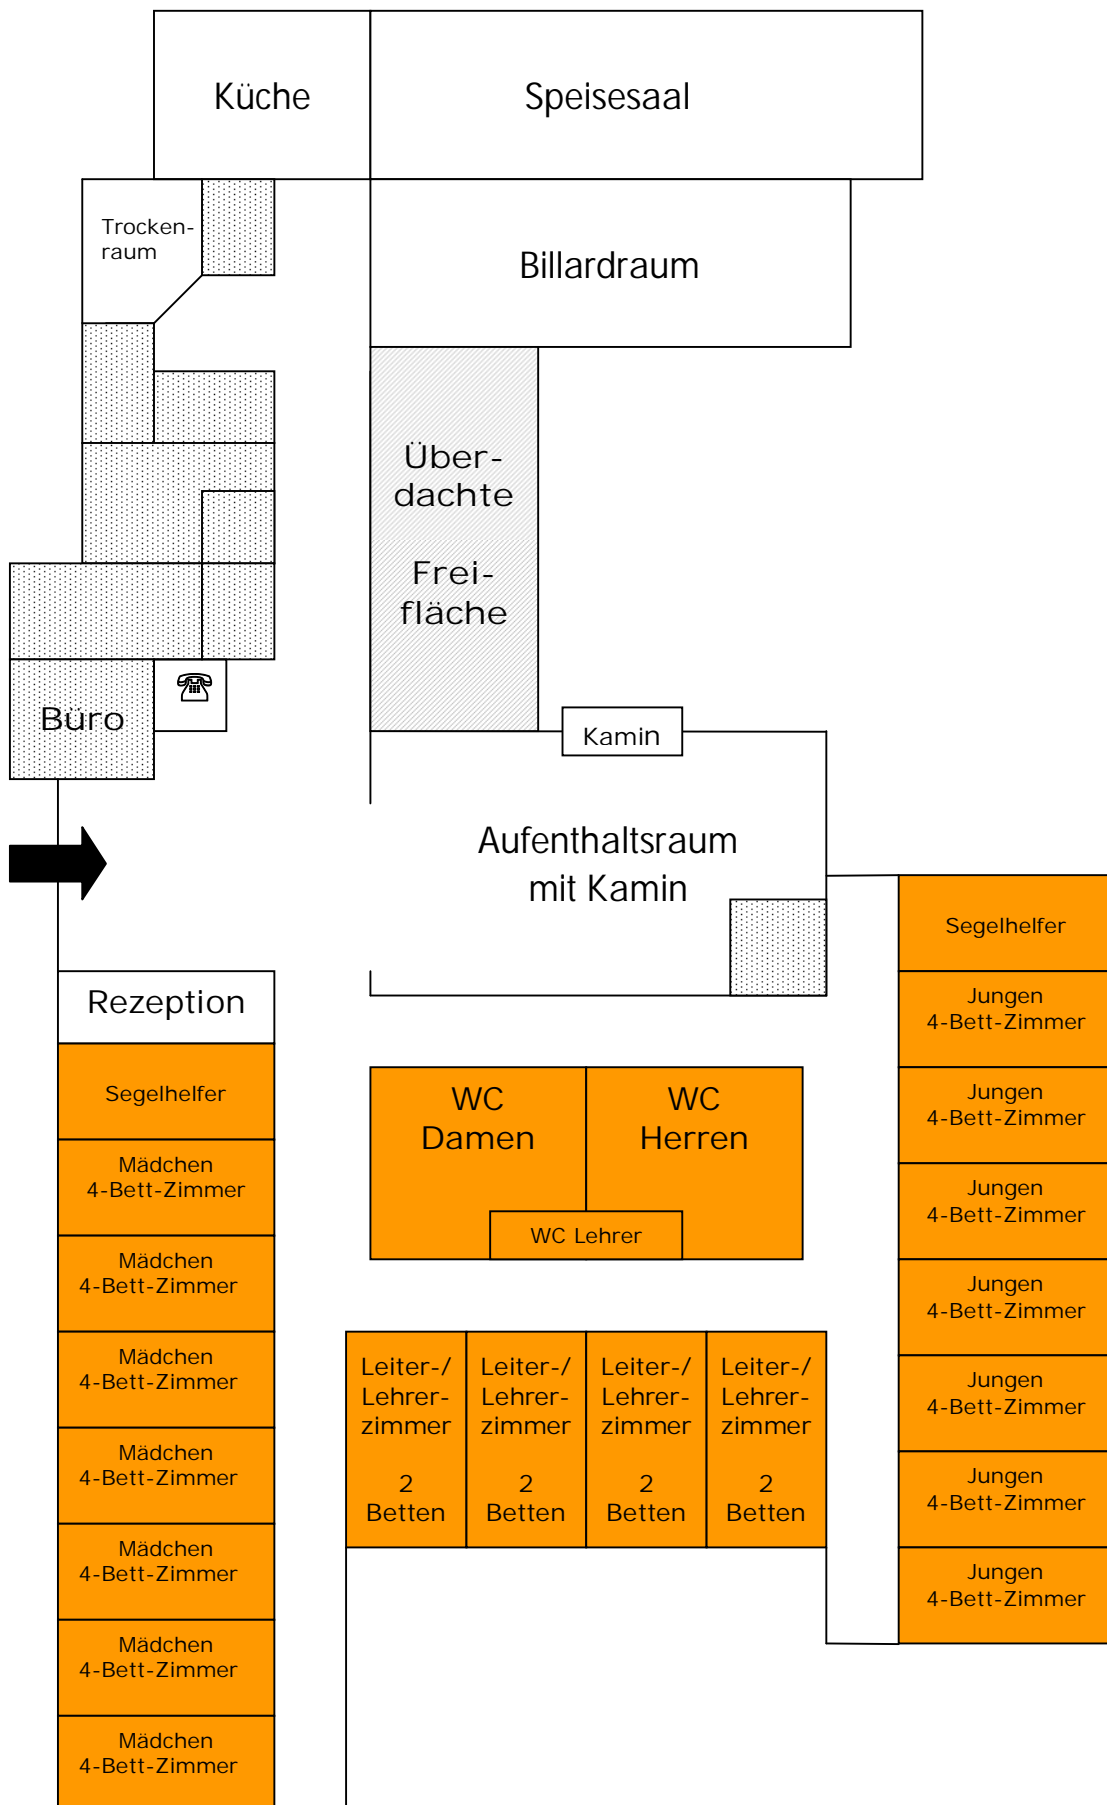 Küche
Speisesaal
Trocken-
raum
Billardraum
Über-
dachte
Frei-
fläche
Büro
Kamin
Aufenthaltsraum
mit Kamin
Rezeption
Segelhelfer
Mädchen
4-Bett-Zimmer
Mädchen
4-Bett-Zimmer
Mädchen
4-Bett-Zimmer
Mädchen
4-Bett-Zimmer
Mädchen
4-Bett-Zimmer
Mädchen
4-Bett-Zimmer
Mädchen
4-Bett-Zimmer
WC
Damen
WC
Herren
WC Lehrer
Leiter-/
Lehrer-
zimmer
2
Betten
Leiter-/
Lehrer-
zimmer
2
Betten
Leiter-/
Lehrer-
zimmer
2
Betten
Leiter-/
Lehrer-
zimmer
2
Betten
Segelhelfer
Jungen
4-Bett-Zimmer
Jungen
4-Bett-Zimmer
Jungen
4-Bett-Zimmer
Jungen
4-Bett-Zimmer
Jungen
4-Bett-Zimmer
Jungen
4-Bett-Zimmer
Jungen
4-Bett-Zimmer